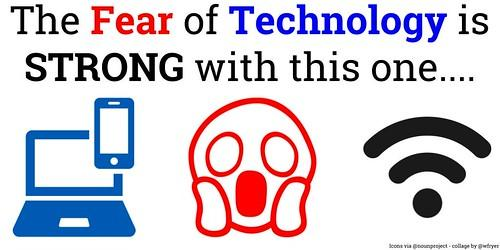 The Fear of Technology is
STRONG with this one....
Icons via @nounproject - collage by @wfryer